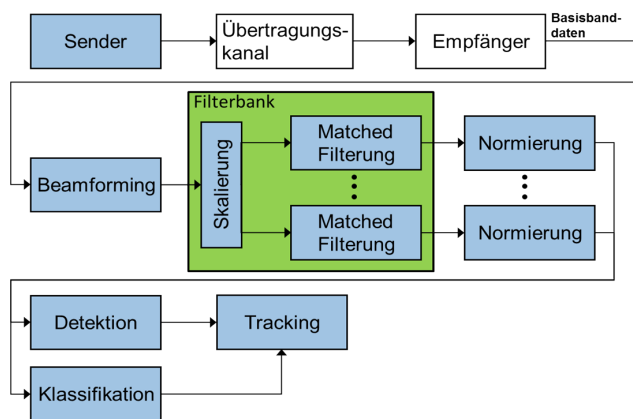 Sender
Übertragungs-
kanal
Empfänger
Basisband-
daten
Filterbank
Beamforming
Skalierung
Matched
Filterung
Normierung
Matched
Filterung
Normierung
Detektion
Tracking
Klassifikation